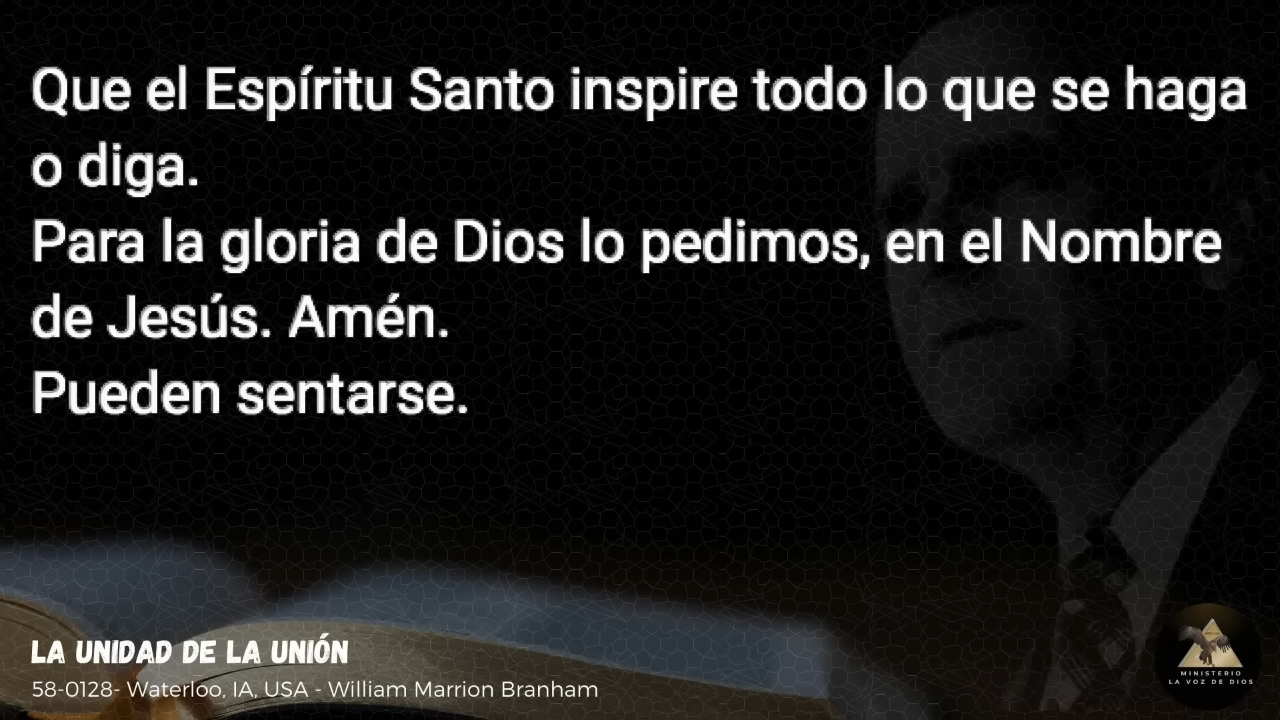 Que el Espíritu Santo inspire todo lo que se haga
o diga.
Para la gloria de Dios lo pedimos, en el Nombre
de Jesús. Amén.
Pueden sentarse.
LA UNIDAD DE LA UNIÓN
58-0128- Waterloo, IA, USA - William Marrion Branham
MINISTERIO
LA VOZ DE DIOS